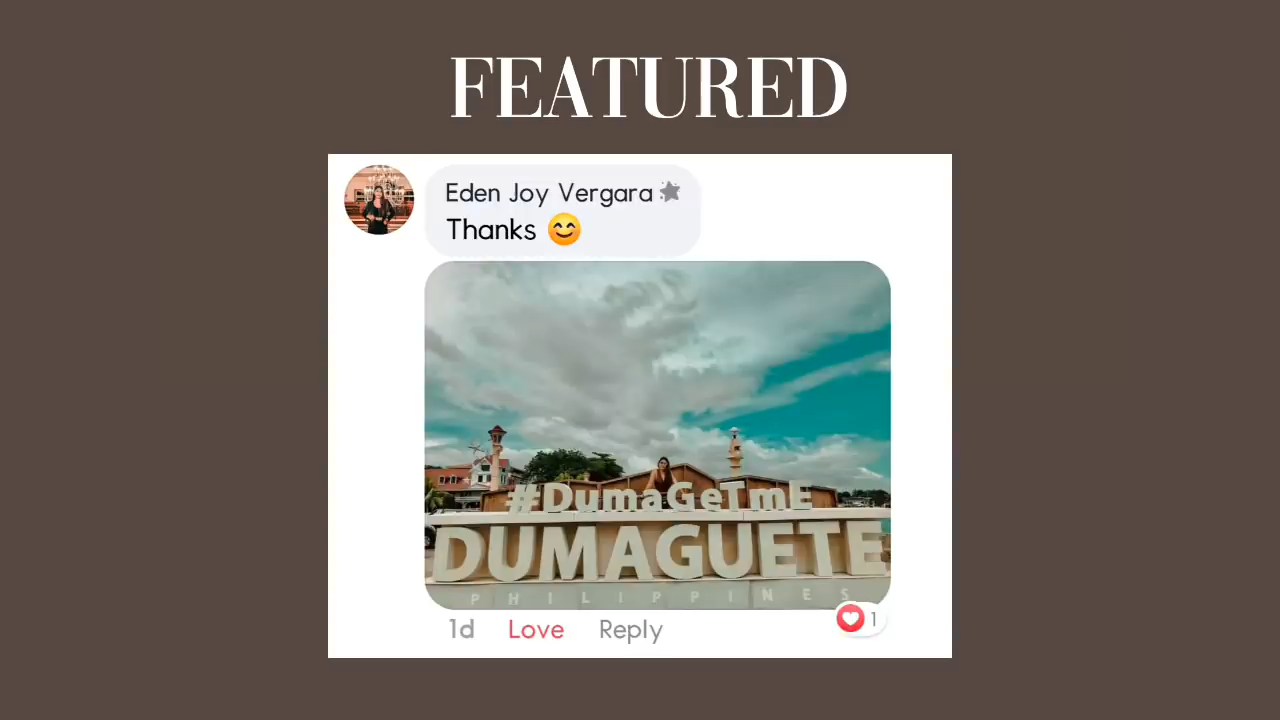 FEATURED
Eden Joy Vergara
Thanks 😊
#DumaGeTmE
DUMAGUETE
PHILIPPINES
1d Love Reply
1